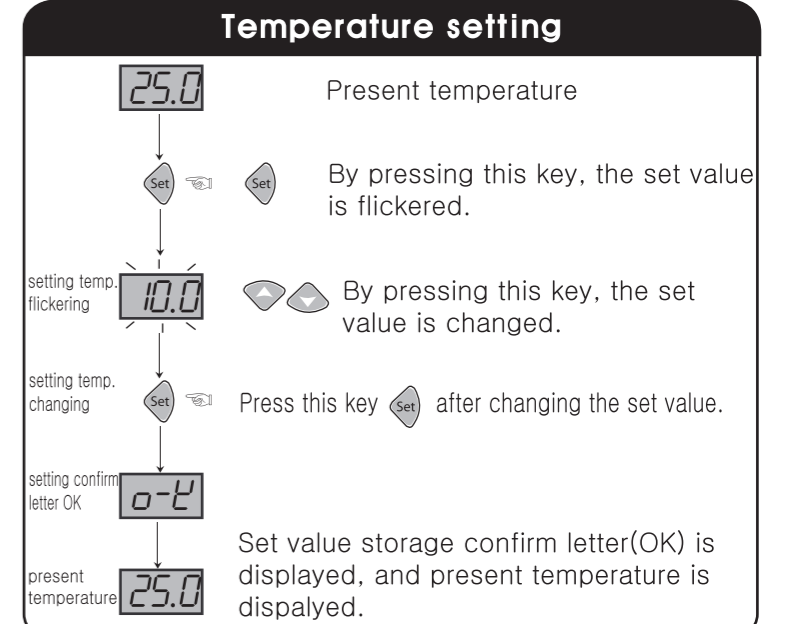 Temperature setting
25.0
Present temperature
Set
Set
By pressing this key, the set value
is flickered.
setting temp.
flickering
10.0
By pressing this key, the set
value is changed.
setting temp.
changing
Set
Press this key Set after changing the set value.
setting confirm
letter OK
o-K
Set value storage confirm letter(OK) is
displayed, and present temperature is
dispalyed.
present
temperature
25.0